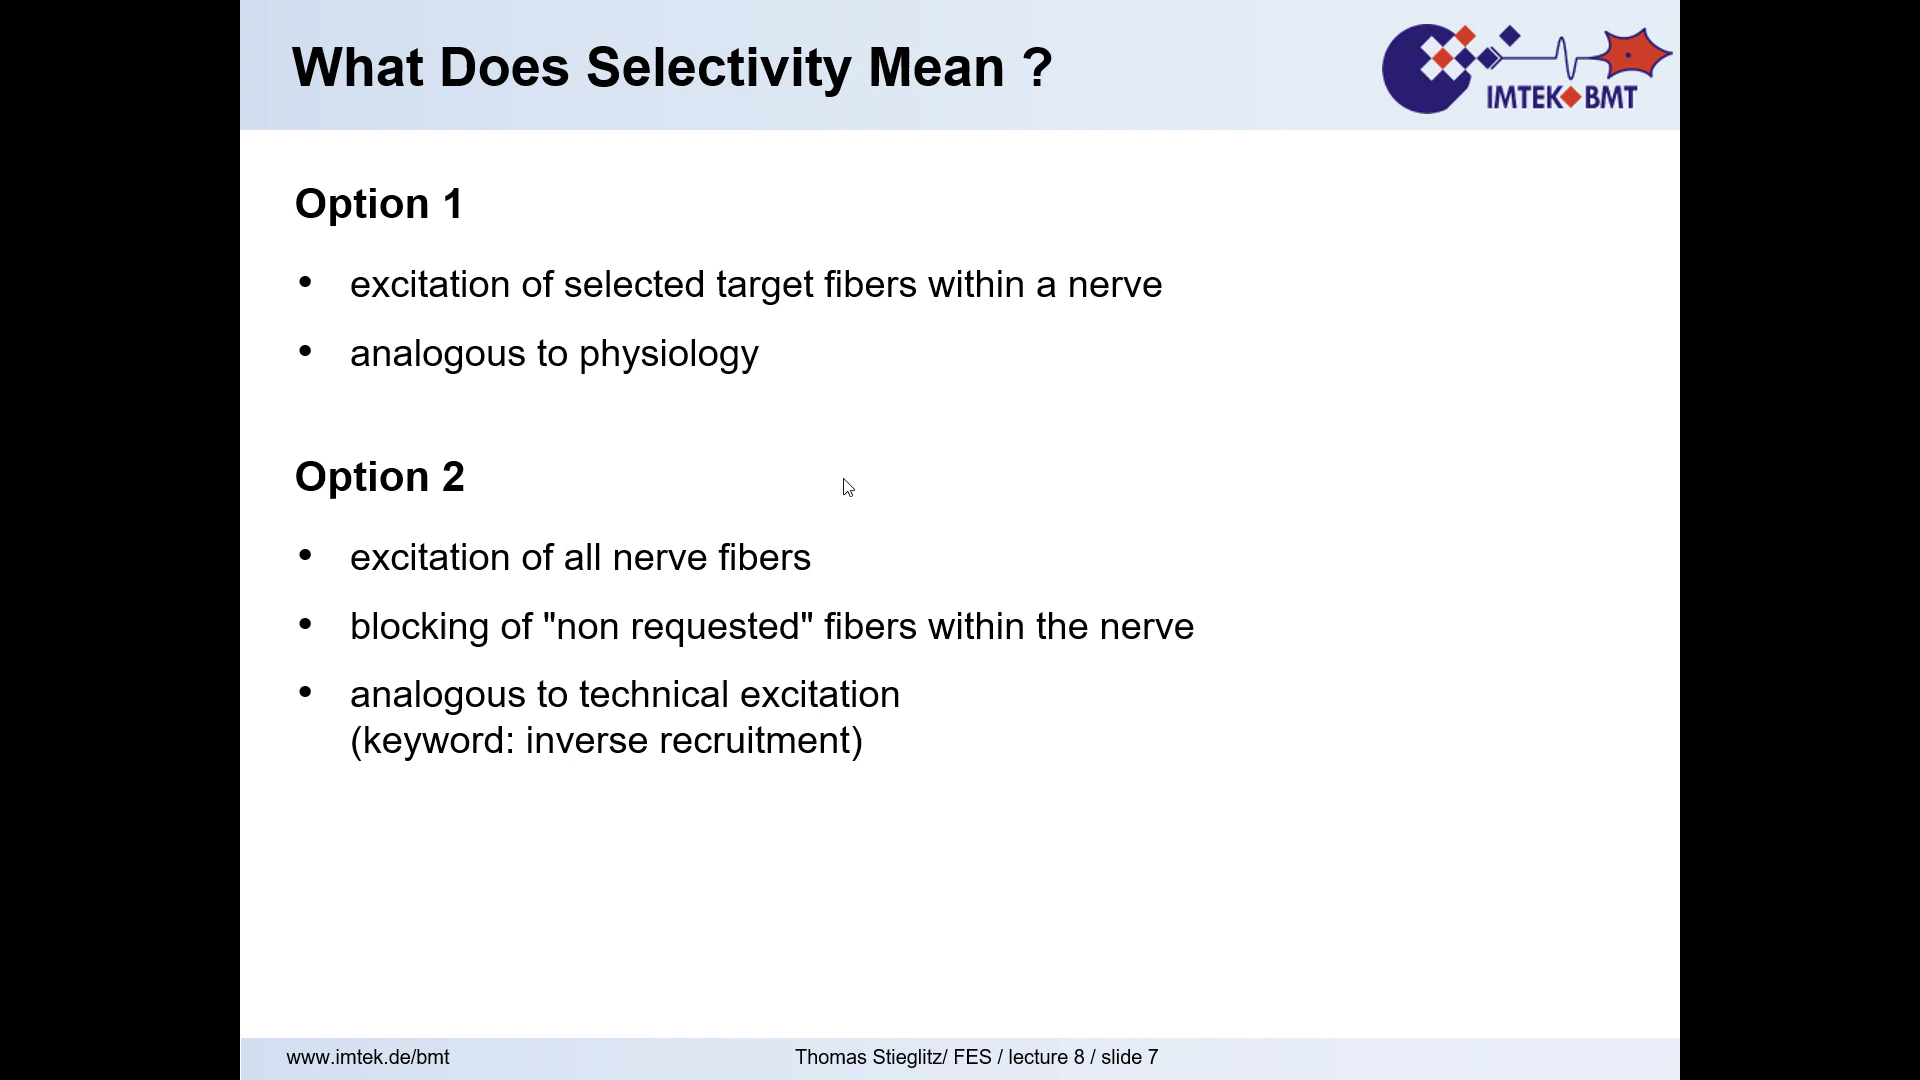 What Does Selectivity Mean ?
IMTEK BMT
Option 1
• excitation of selected target fibers within a nerve
• analogous to physiology
Option 2
• excitation of all nerve fibers
• blocking of "non requested" fibers within the nerve
• analogous to technical excitation
(keyword: inverse recruitment)
www.imtek.de/bmt
Thomas Stieglitz/ FES / lecture 8 / slide 7